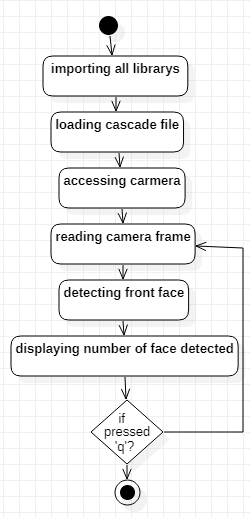 importing all librarys
loading cascade file
accessing carmera
reading camera frame
detecting front face
displaying number of face detected
if
pressed
'q'?